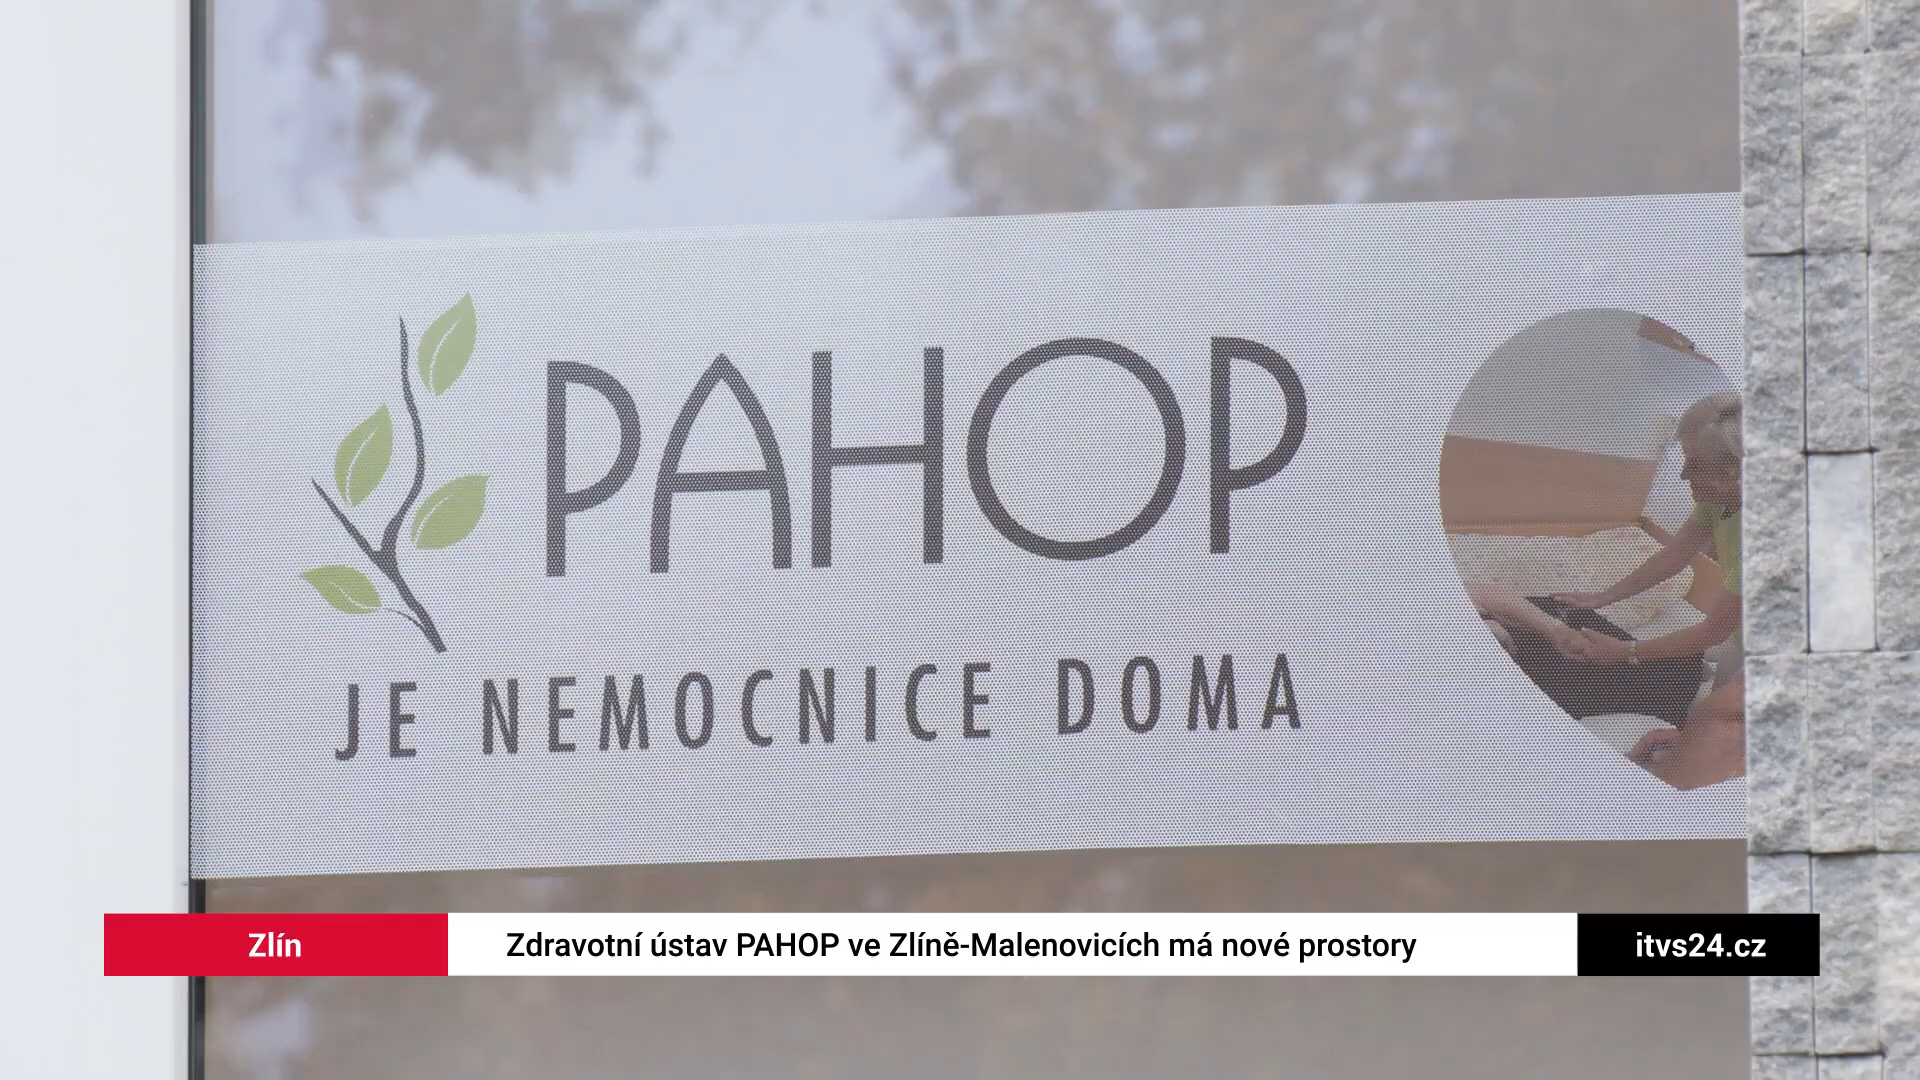 PAHOP
JE NEMOCNICE DOMA
Zlín
Zdravotní ústav PAHOP ve Zlíně-Malenovicích má nové prostory
itvs24.cz